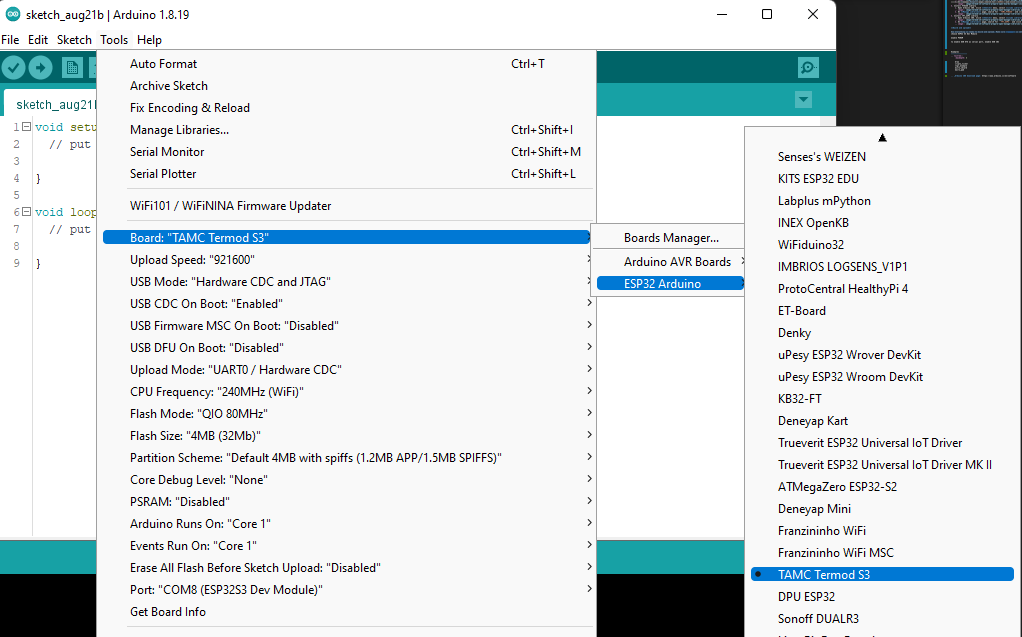 sketch_aug21b | Arduino 1.8.19
File Edit Sketch Tools Help
sketch_aug21b
1 void setu
2 // put
3
4 }
5
6 void loop
7 // put
8
9 }
Auto Format Ctrl+T
Archive Sketch
Fix Encoding & Reload
Manage Libraries... Ctrl+Shift+I
Serial Monitor Ctrl+Shift+M
Serial Plotter Ctrl+Shift+L
WiFi101 / WiFiNINA Firmware Updater
Board: "TAMC Termod S3"
Upload Speed: "921600"
USB Mode: "Hardware CDC and JTAG"
USB CDC On Boot: "Enabled"
USB Firmware MSC On Boot: "Disabled"
USB DFU On Boot: "Disabled"
Upload Mode: "UART0 / Hardware CDC"
CPU Frequency: "240MHz (WiFi)"
Flash Mode: "QIO 80MHz"
Flash Size: "4MB (32Mb)"
Partition Scheme: "Default 4MB with spiffs (1.2MB APP/1.5MB SPIFFS)"
Core Debug Level: "None"
PSRAM: "Disabled"
Arduino Runs On: "Core 1"
Events Run On: "Core 1"
Erase All Flash Before Sketch Upload: "Disabled"
Port: "COM8 (ESP32S3 Dev Module)"
Get Board Info
Boards Manager...
Arduino AVR Boards
ESP32 Arduino
Senses's WEIZEN
KITS ESP32 EDU
Labplus mPython
INEX OpenKB
WiFiduino32
IMBRIOS LOGSENS_V1P1
ProtoCentral HealthyPi 4
ET-Board
Denky
uPesy ESP32 Wrover DevKit
uPesy ESP32 Wroom DevKit
KB32-FT
Deneyap Kart
Trueverit ESP32 Universal IoT Driver
Trueverit ESP32 Universal IoT Driver MK II
ATMegaZero ESP32-S2
Deneyap Mini
Franzininho WiFi
Franzininho WiFi MSC
TAMC Termod S3
DPU ESP32
Sonoff DUALR3